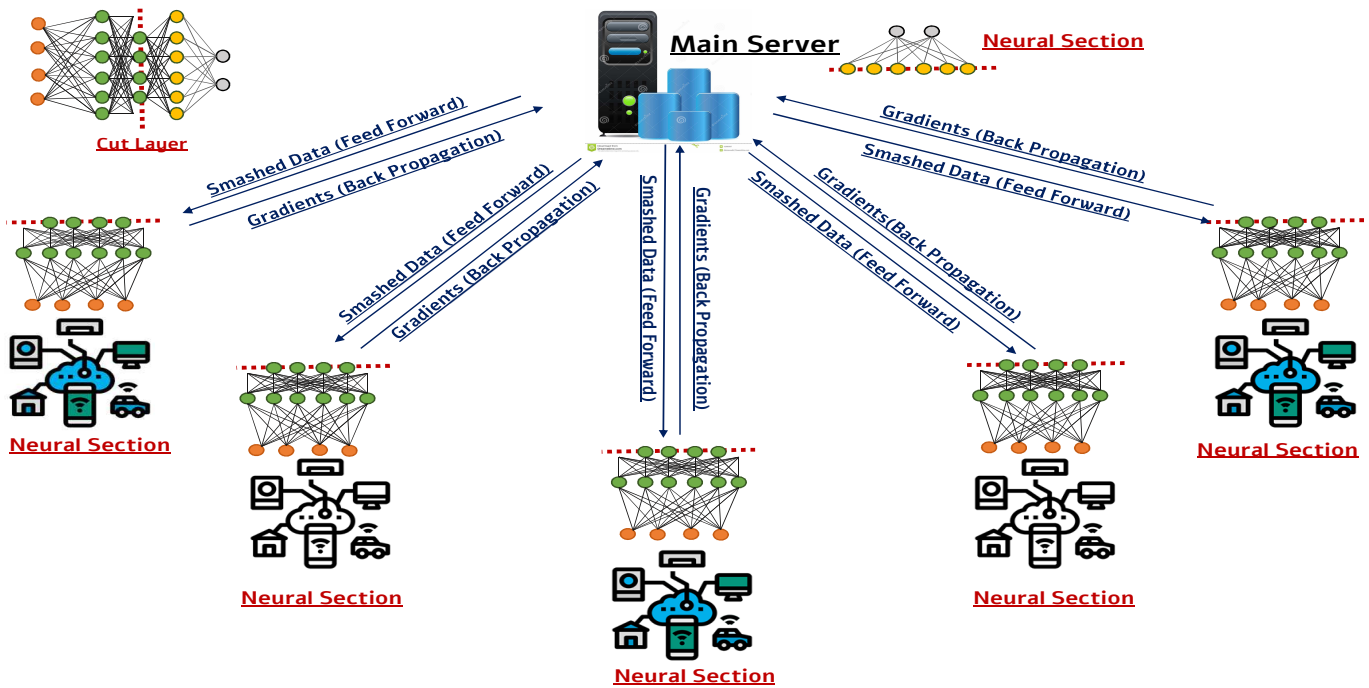 Main Server
Neural Section
Cut Layer
Smashed Data (Feed Forward)
Gradients (Back Propagation)
Smashed Data (Feed Forward)
Gradients (Back Propagation)
Smashed Data (Feed Forward)
Gradients (Back Propagation)
Gradients(Back Propagation)
Smashed Data (Feed Forward)
Gradients (Back Propagation)
Smashed Data (Feed Forward)
Neural Section
Neural Section
Neural Section
Neural Section
Neural Section